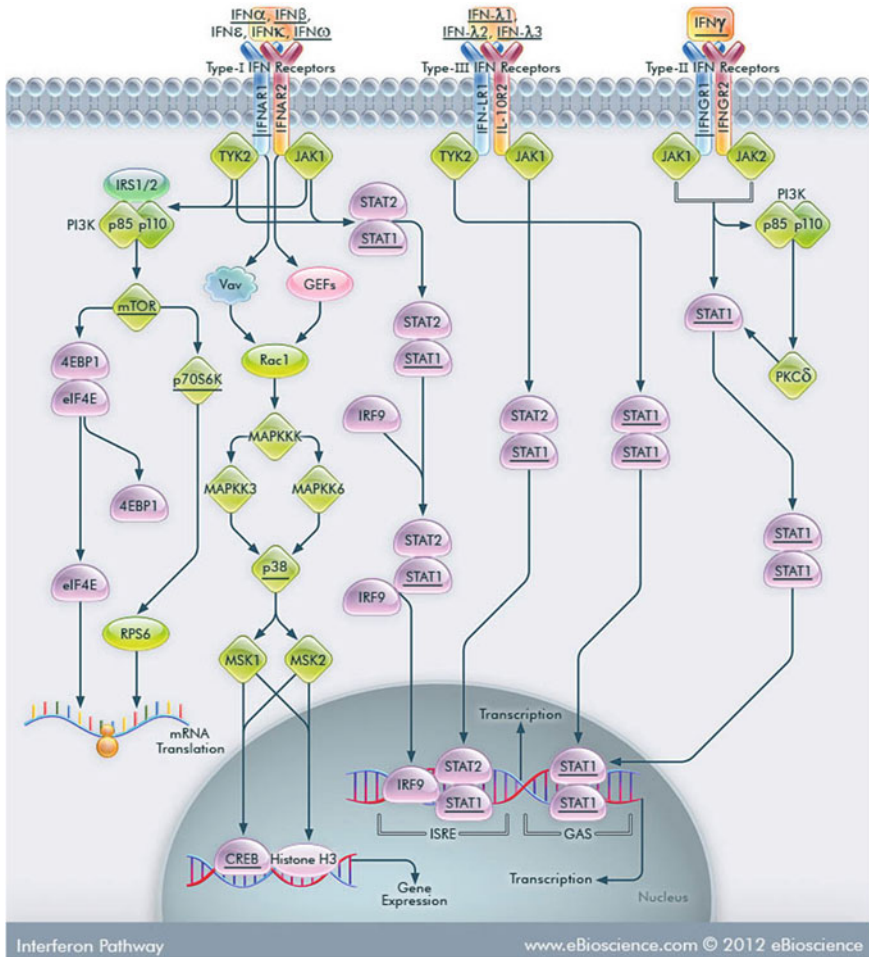 IFNα, IFNβ,
IFNε, IFNκ, IFNω
Type-I IFN Receptors
IFNAR1
IFNAR2
IFN-λ1,
IFN-λ2, IFN-λ3
Type-III IFN Receptors
IFN-LR1
IL-10R2
IFNγ
Type-II IFN Receptors
IFNGR1
IFNGR2
TYK2
JAK1
TYK2
JAK1
JAK1
JAK2
IRS1/2
PI3K
p85
p110
STAT2
STAT1
PI3K
p85
p110
Vav
GEFs
mTOR
STAT2
STAT1
STAT1
4EBP1
eIF4E
p70S6K
Rac1
PKCδ
IRF9
STAT2
STAT1
STAT1
STAT1
MAPKKK
MAPKK3
MAPKK6
4EBP1
STAT2
STAT1
IRF9
STAT1
STAT1
p38
eIF4E
RPS6
MSK1
MSK2
mRNA
Translation
Transcription
IRF9
STAT2
STAT1
STAT1
STAT1
ISRE
GAS
CREB
Histone H3
Gene
Expression
Transcription
Nucleus
Interferon Pathway
www.eBioscience.com © 2012 eBioscience